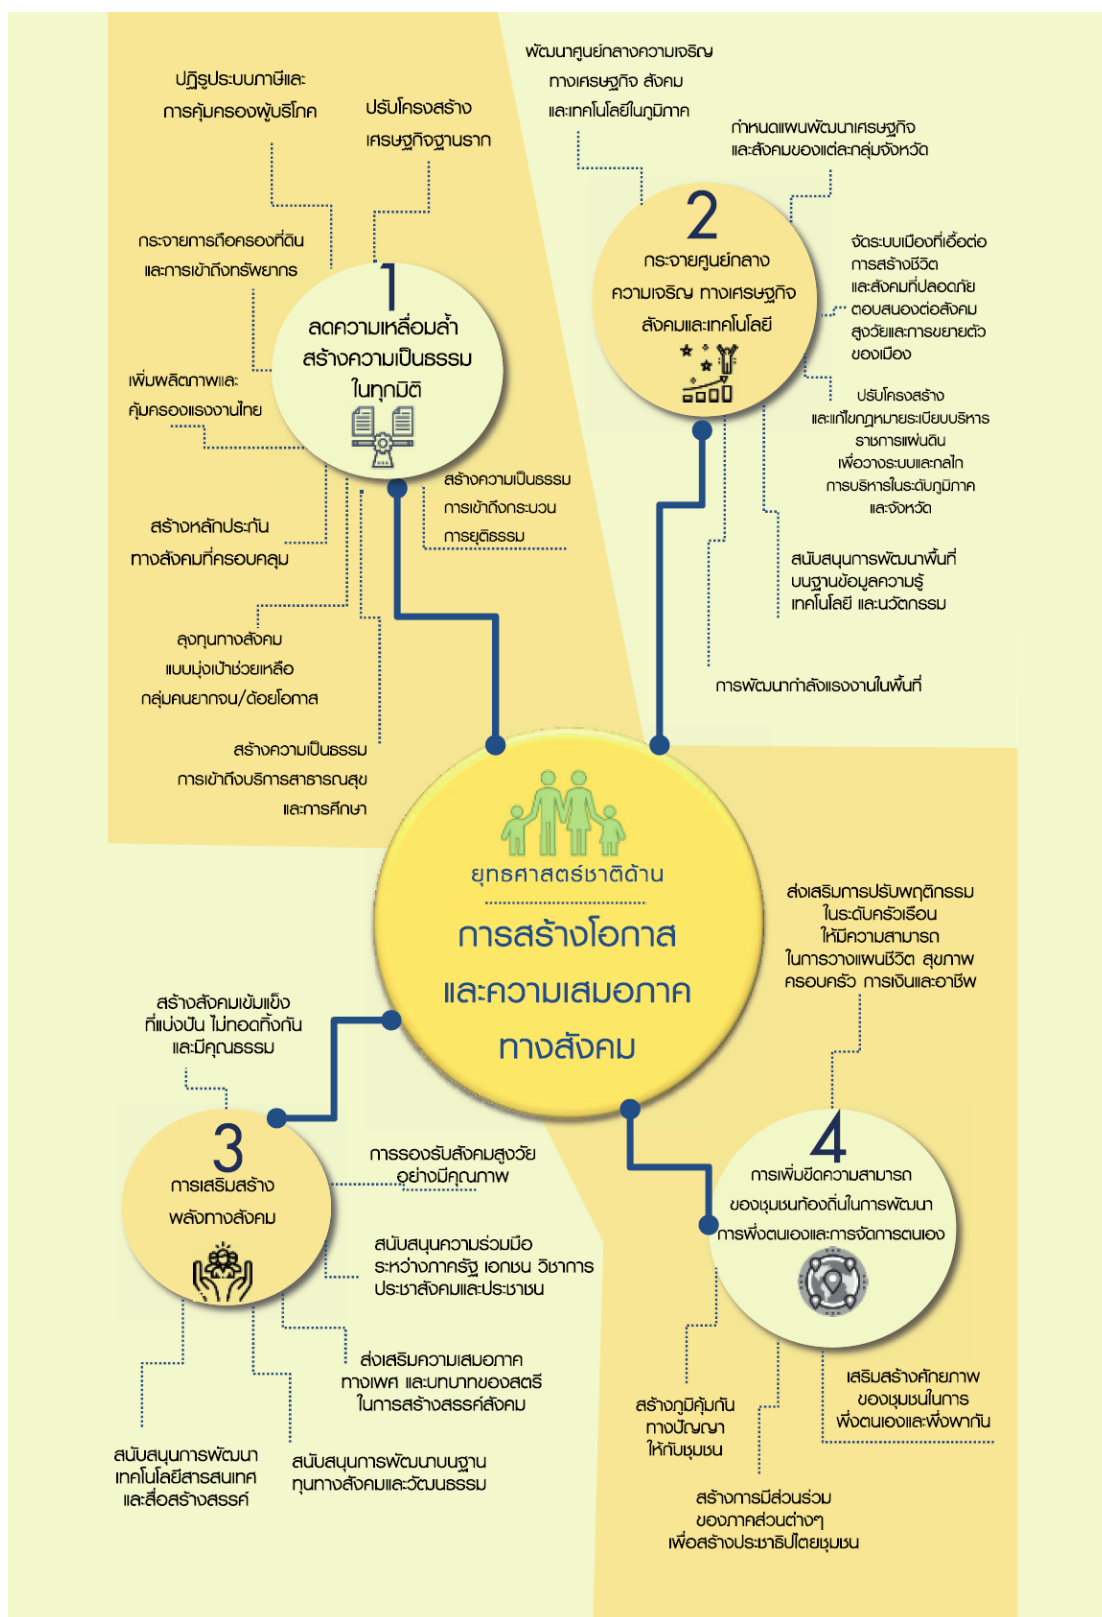 ปฏิรูประบบภาษีและ
การคุ้มครองผู้บริโภค
ปรับโครงสร้าง
เศรษฐกิจฐานราก
กระจายการถือครองที่ดิน
และการเข้าถึงทรัพยากร
1
ลดความเหลื่อมล้ำ
สร้างความเป็นธรรม
ในทุกมิติ
เพิ่มผลิตภาพและ
คุ้มครองแรงงานไทย
สร้างหลักประกัน
ทางสังคมที่ครอบคลุม
สร้างความเป็นธรรม
การเข้าถึงกระบวน
การยุติธรรม
ลุงทุนทางสังคม
แบบมุ่งเป้าช่วยเหลือ
กลุ่มคนยากจน/ด้อยโอกาส
สร้างความเป็นธรรม
การเข้าถึงบริการสาธารณสุข
และการศึกษา
พัฒนาศูนย์กลางความเจริญ
ทางเศรษฐกิจ สังคม
และเทคโนโลยีในภูมิภาค
กำหนดแผนพัฒนาเศรษฐกิจ
และสังคมของแต่ละกลุ่มจังหวัด
2
กระจายศูนย์กลาง
ความเจริญ ทางเศรษฐกิจ
สังคมและเทคโนโลยี
จัดระบบเมืองที่เอื้อต่อ
การสร้างชีวิต
และสังคมที่ปลอดภัย
ตอบสนองต่อสังคม
สูงวัยและการขยายตัว
ของเมือง
ปรับโครงสร้าง
และแก้ไขกฎหมายระเบียบบริหาร
ราชการแผ่นดิน
เพื่อวางระบบและกลไก
การบริหารในระดับภูมิภาค
และจังหวัด
สนับสนุนการพัฒนาพื้นที่
บนฐานข้อมูลความรู้
เทคโนโลยี และนวัตกรรม
การพัฒนากำลังแรงงานในพื้นที่
ยุทธศาสตร์ชาติด้าน
การสร้างโอกาส
และความเสมอภาค
ทางสังคม
สร้างสังคมเข้มแข็ง
ที่แบ่งปัน ไม่ทอดทิ้งกัน
และมีคุณธรรม
3
การเสริมสร้าง
พลังทางสังคม
การรองรับสังคมสูงวัย
อย่างมีคุณภาพ
สนับสนุนความร่วมมือ
ระหว่างภาครัฐ เอกชน วิชาการ
ประชาสังคมและประชาชน
ส่งเสริมความเสมอภาค
ทางเพศ และบทบาทของสตรี
ในการสร้างสรรค์สังคม
สนับสนุนการพัฒนา
เทคโนโลยีสารสนเทศ
และสื่อสร้างสรรค์
สนับสนุนการพัฒนาบนฐาน
ทุนทางสังคมและวัฒนธรรม
ส่งเสริมการปรับพฤติกรรม
ในระดับครัวเรือน
ให้มีความสามารถ
ในการวางแผนชีวิต สุขภาพ
ครอบครัว การเงินและอาชีพ
4
การเพิ่มขีดความสามารถ
ของชุมชนท้องถิ่นในการพัฒนา
การพึ่งตนเองและการจัดการตนเอง
สร้างภูมิคุ้มกัน
ทางปัญญา
ให้กับชุมชน
เสริมสร้างศักยภาพ
ของชุมชนในการ
พึ่งตนเองและพึ่งพากัน
สร้างการมีส่วนร่วม
ของภาคส่วนต่างๆ
เพื่อสร้างประชาธิปไตยชุมชน